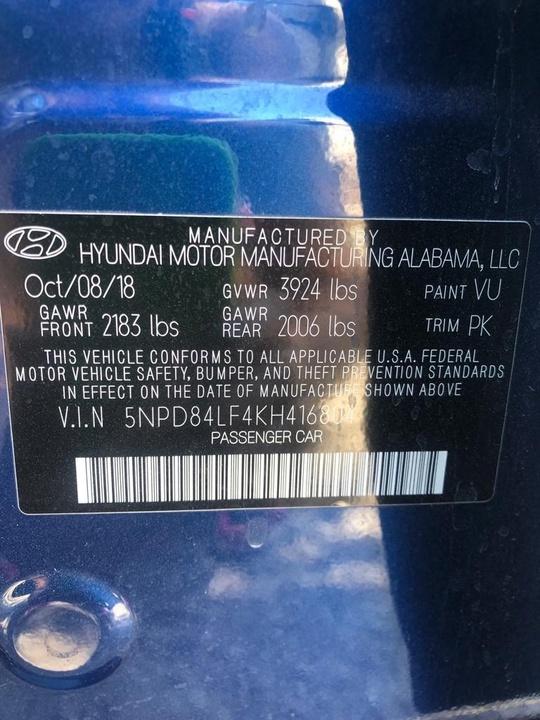 MANUFACTURED BY
HYUNDAI MOTOR MANUFACTURING ALABAMA, LLC
Oct/08/18 GVWR 3924 lbs PAINT VU
GAWR FRONT 2183 lbs GAWR REAR 2006 lbs TRIM PK
THIS VEHICLE CONFORMS TO ALL APPLICABLE U.S.A. FEDERAL
MOTOR VEHICLE SAFETY, BUMPER, AND THEFT PREVENTION STANDARDS
IN EFFECT ON THE DATE OF MANUFACTURE SHOWN ABOVE
V.I.N 5NPD84LF4KH416804
PASSENGER CAR